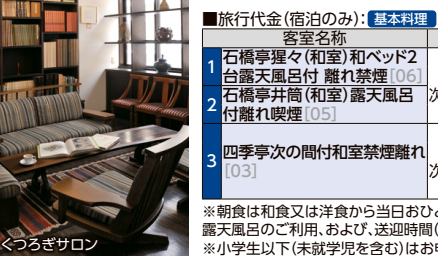 くつろぎサロン
■旅行代金(宿泊のみ):基本料理
客室名称
1 石橋亭猩々(和室)和ベッド2
台露天風呂付 離れ禁煙[06]
2 石橋亭井筒(和室)露天風呂 次
付離れ喫煙[05]
3 四季亭次の間付和室禁煙離れ
[03] 次
※朝食は和食又は洋食から当日おひ
露天風呂のご利用、および、送迎時間(
※小学生以下(未就学児を含む)はお